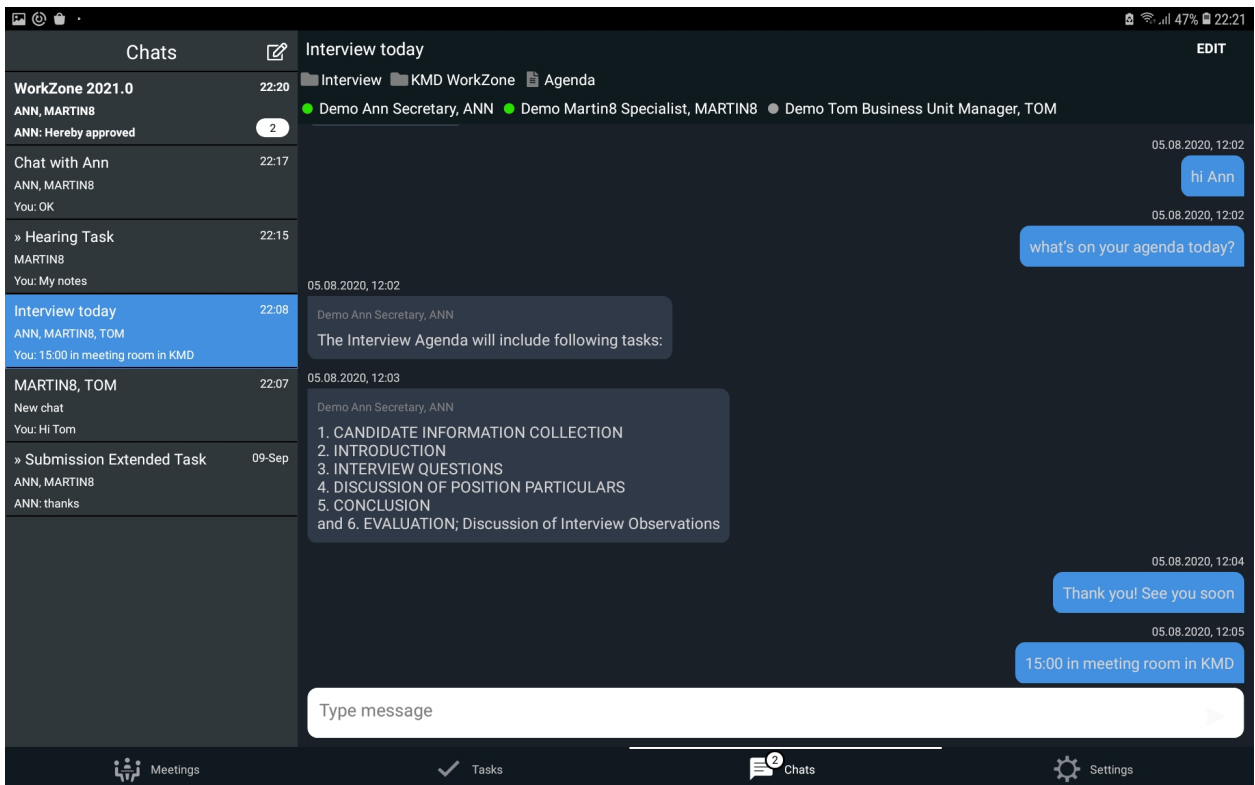 47% 22:21
Chats
WorkZone 2021.0 22:20
ANN, MARTIN8
ANN: Hereby approved 2
Chat with Ann 22:17
ANN, MARTIN8
You: OK
» Hearing Task 22:15
MARTIN8
You: My notes
Interview today 22:08
ANN, MARTIN8, TOM
You: 15:00 in meeting room in KMD
MARTIN8, TOM 22:07
New chat
You: Hi Tom
» Submission Extended Task 09-Sep
ANN, MARTIN8
ANN: thanks
Interview today EDIT
Interview KMD WorkZone Agenda
Demo Ann Secretary, ANN Demo Martin8 Specialist, MARTIN8 Demo Tom Business Unit Manager, TOM
05.08.2020, 12:02
hi Ann
05.08.2020, 12:02
what's on your agenda today?
05.08.2020, 12:02
Demo Ann Secretary, ANN
The Interview Agenda will include following tasks:
05.08.2020, 12:03
Demo Ann Secretary, ANN
1. CANDIDATE INFORMATION COLLECTION
2. INTRODUCTION
3. INTERVIEW QUESTIONS
4. DISCUSSION OF POSITION PARTICULARS
5. CONCLUSION
and 6. EVALUATION; Discussion of Interview Observations
05.08.2020, 12:04
Thank you! See you soon
05.08.2020, 12:05
15:00 in meeting room in KMD
Type message
Meetings Tasks 2 Chats Settings